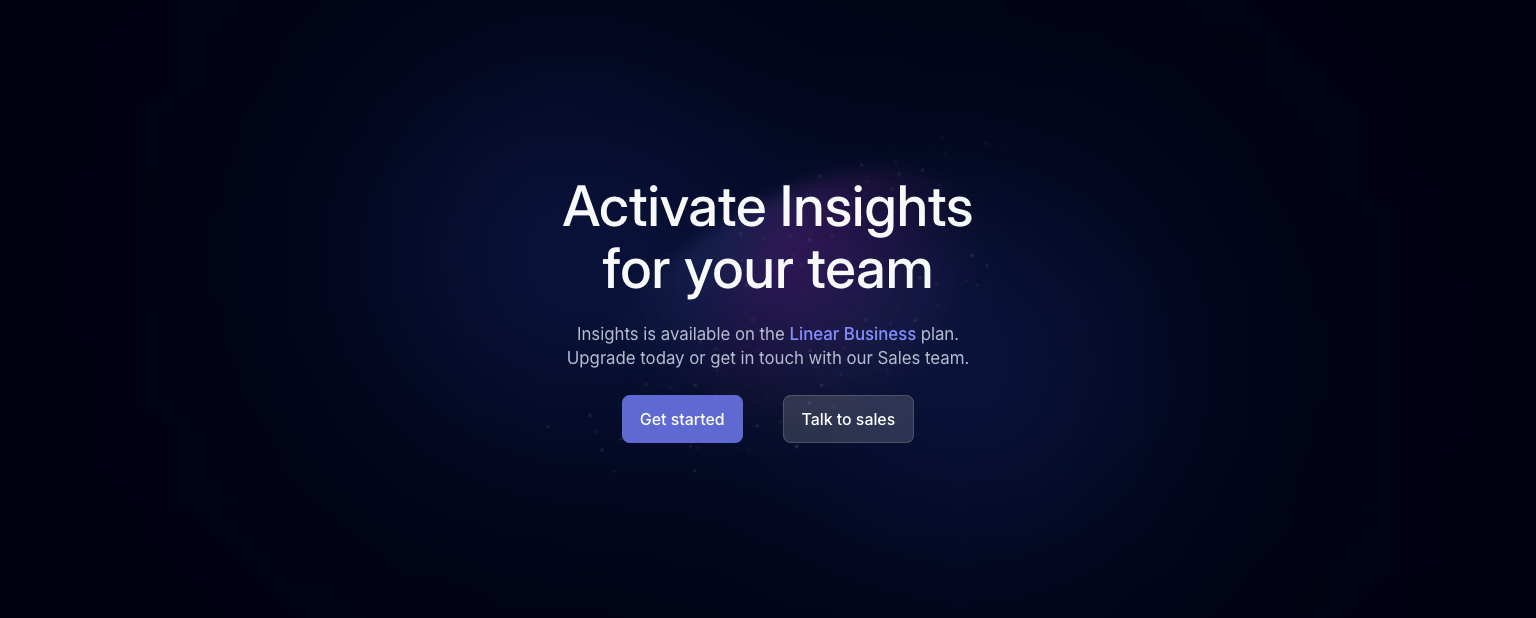 Activate Insights
for your team
Insights is available on the Linear Business plan.
Upgrade today or get in touch with our Sales team.
Get started
Talk to sales